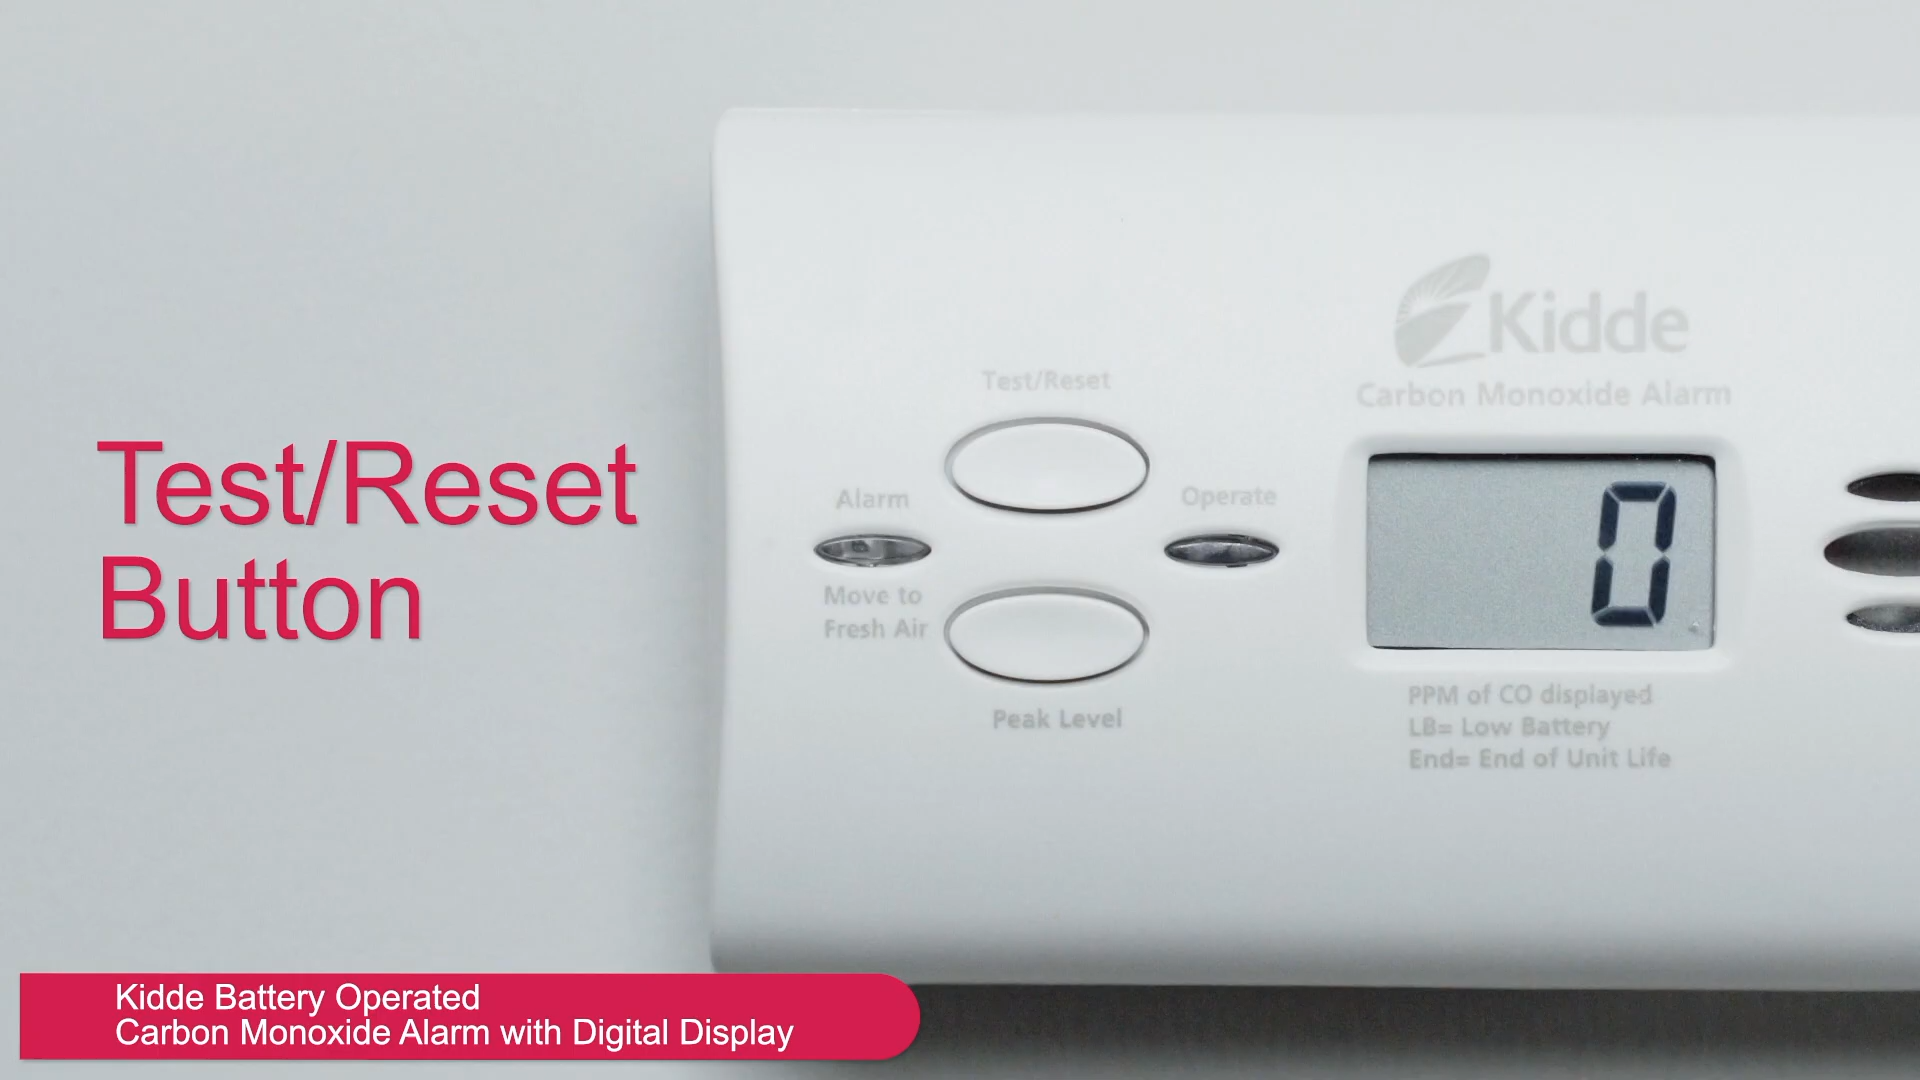 Test/Reset
Button
Kidde
Carbon Monoxide Alarm
Test/Reset
Alarm
Operate
Move to
Fresh Air
Peak Level
0
PPM of CO displayed
LB= Low Battery
End= End of Unit Life
Kidde Battery Operated
Carbon Monoxide Alarm with Digital Display